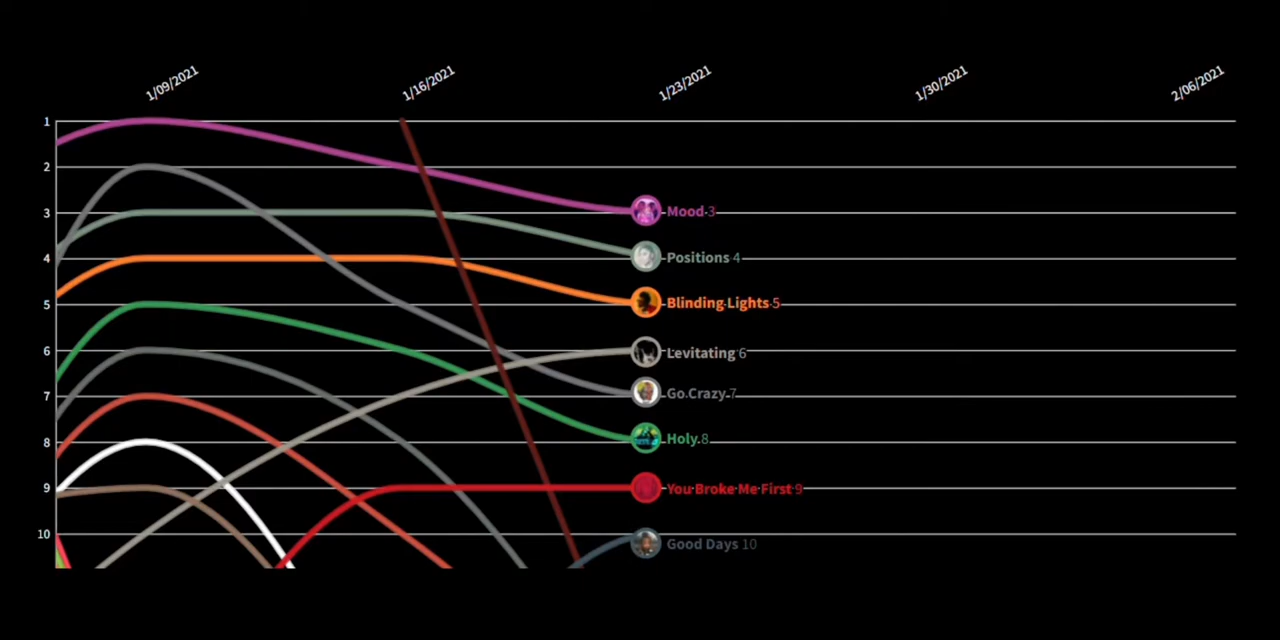 1/09/2021
1/16/2021
1/23/2021
1/30/2021
2/06/2021
1
2
3
Mood 3
4
Positions 4
5
Blinding Lights 5
6
Levitating 6
7
Go Crazy 7
8
Holy 8
9
You Broke Me First 9
10
Good Days 10